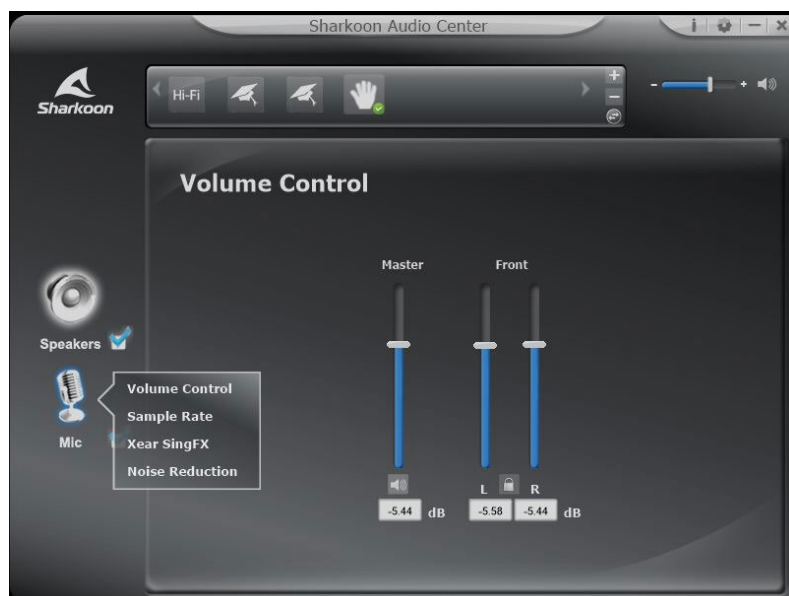 Sharkoon Audio Center
i
Sharkoon
Hi-Fi
- +
+
-
Volume Control
Master Front
Speakers
Mic
Volume Control
Sample Rate
Xear SingFX
Noise Reduction
L R
-5.44 dB -5.58 -5.44 dB